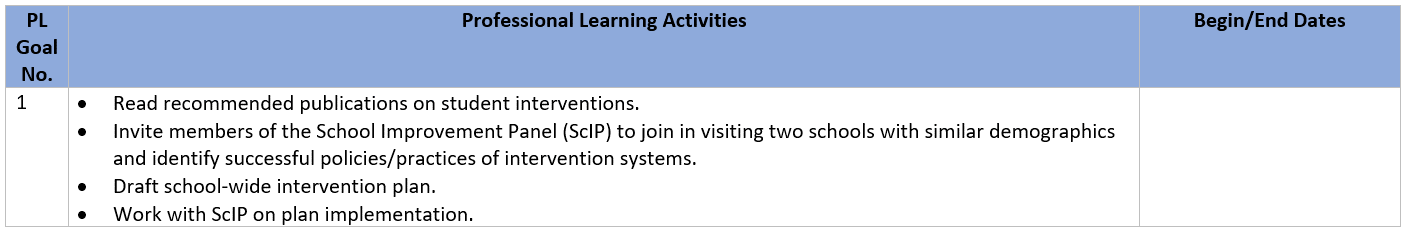 PL Goal No.
Professional Learning Activities
Begin/End Dates
1
• Read recommended publications on student interventions.
• Invite members of the School Improvement Panel (ScIP) to join in visiting two schools with similar demographics
and identify successful policies/practices of intervention systems.
• Draft school-wide intervention plan.
• Work with ScIP on plan implementation.